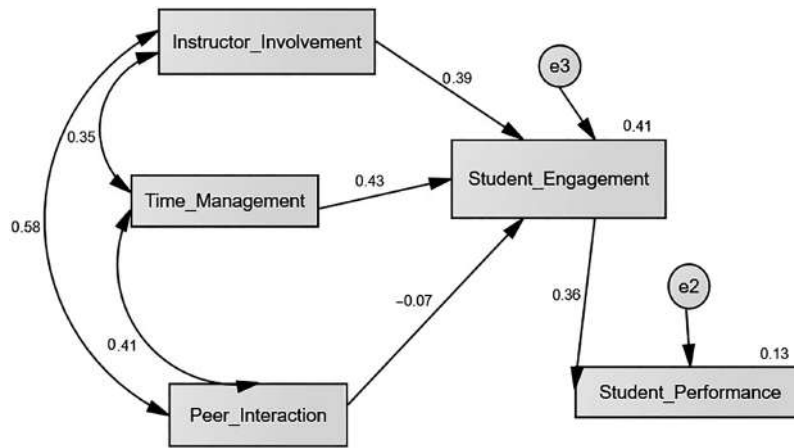 Instructor_Involvement
e3
0.39
0.41
0.35
Student_Engagement
Time_Management
0.43
0.58
e2
0.36
−0.07
0.41
0.13
Student_Performance
Peer_Interaction